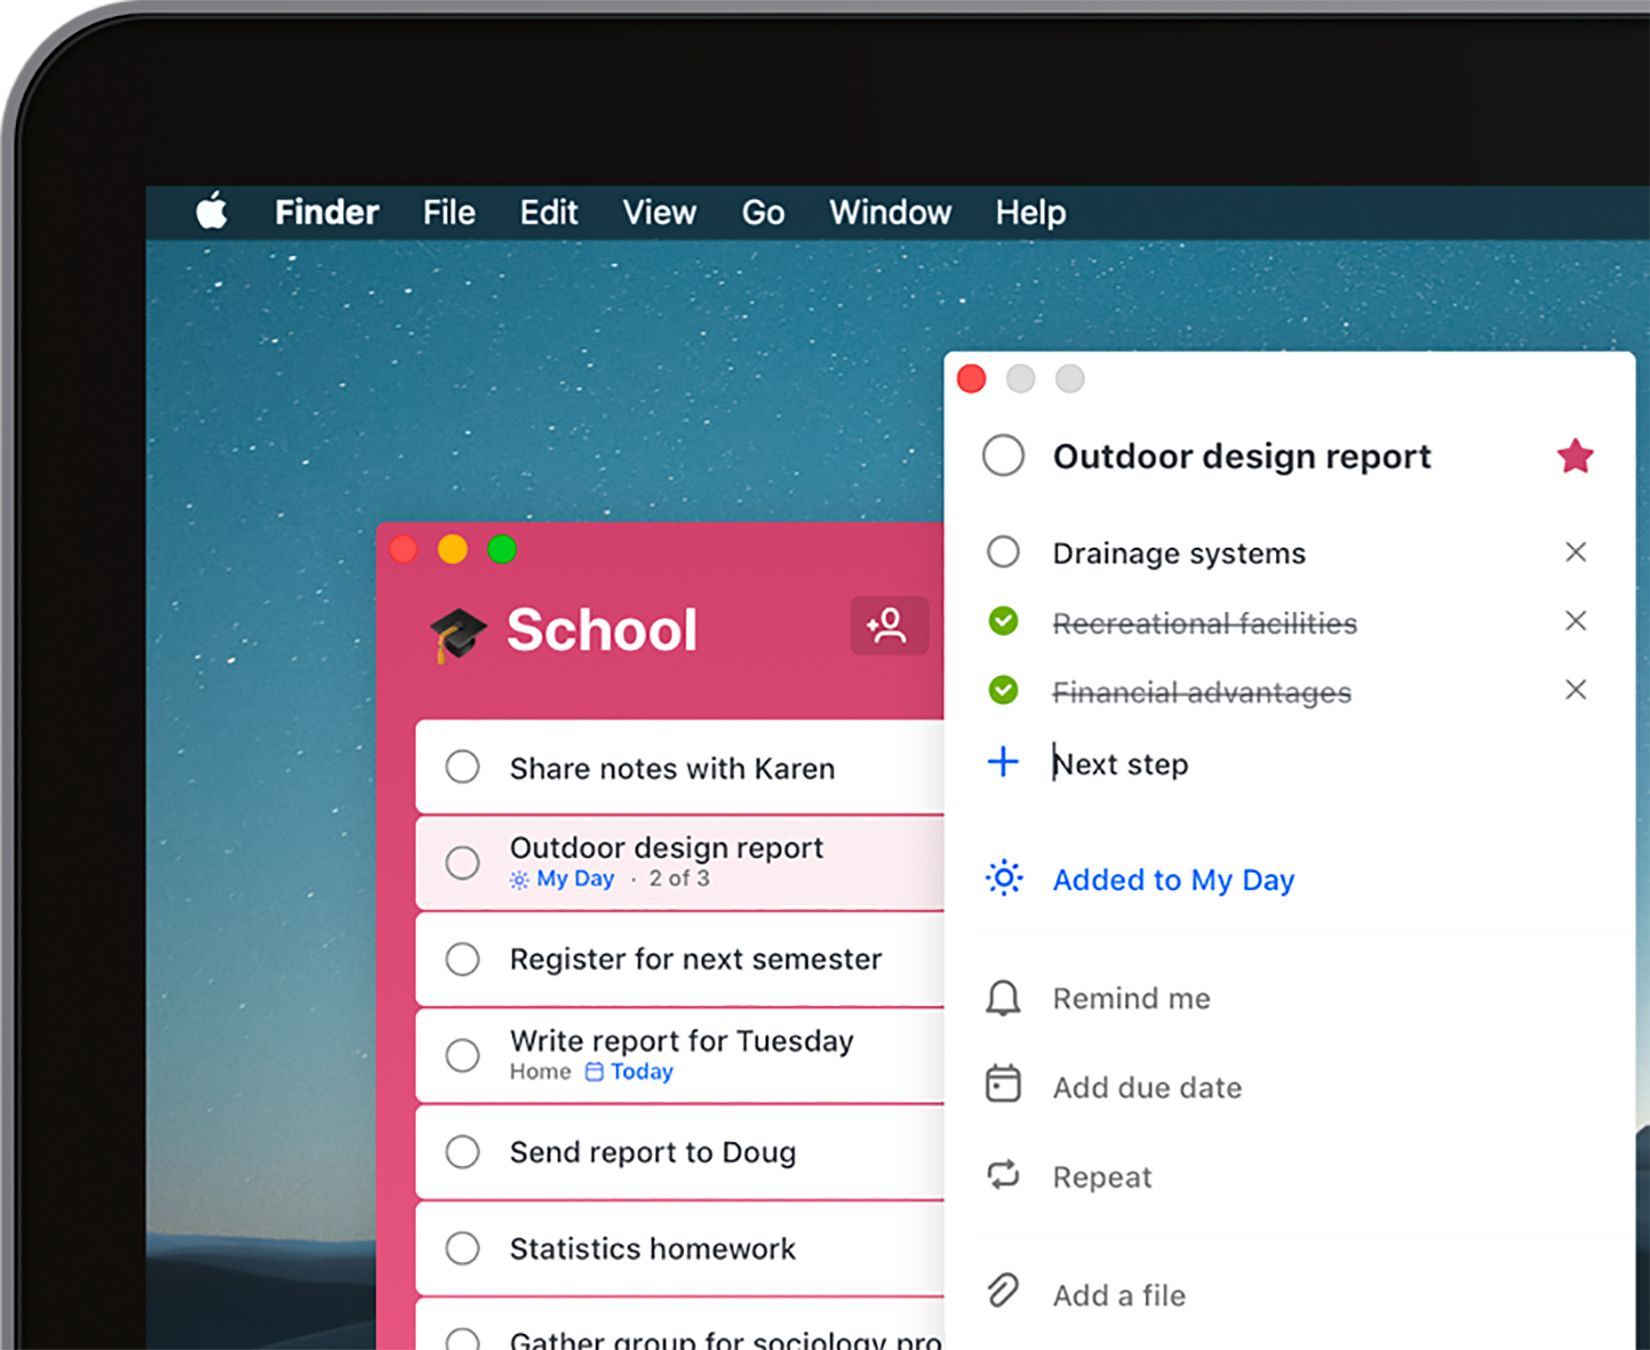 Finder File Edit View Go Window Help
Outdoor design report
Drainage systems
Recreational facilities
Financial advantages
Next step
Added to My Day
Remind me
Add due date
Repeat
Add a file
School
Share notes with Karen
Outdoor design report
My Day · 2 of 3
Register for next semester
Write report for Tuesday
Home Today
Send report to Doug
Statistics homework
Gather group for sociology